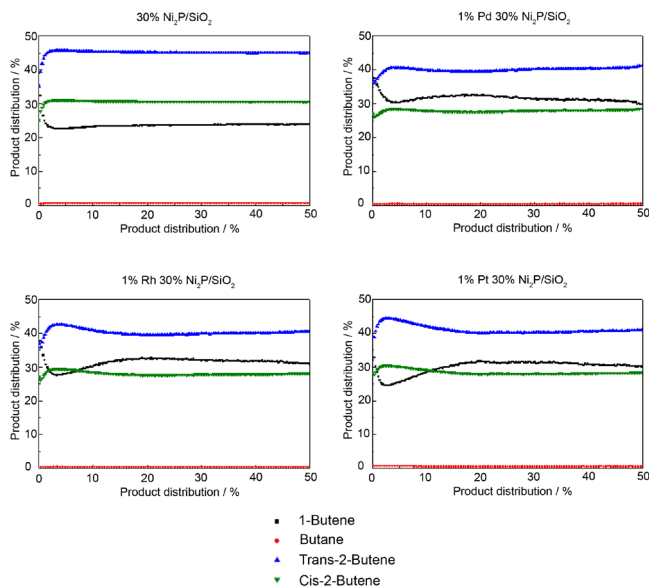 30% Ni₂P/SiO₂
Product distribution / %
50
40
30
20
10
0
0 10 20 30 40 50
Product distribution / %
1% Pd 30% Ni₂P/SiO₂
Product distribution / %
50
40
30
20
10
0
0 10 20 30 40 50
Product distribution / %
1% Rh 30% Ni₂P/SiO₂
Product distribution / %
50
40
30
20
10
0
0 10 20 30 40 50
Product distribution / %
1% Pt 30% Ni₂P/SiO₂
Product distribution / %
50
40
30
20
10
0
0 10 20 30 40 50
Product distribution / %
1-Butene
Butane
Trans-2-Butene
Cis-2-Butene